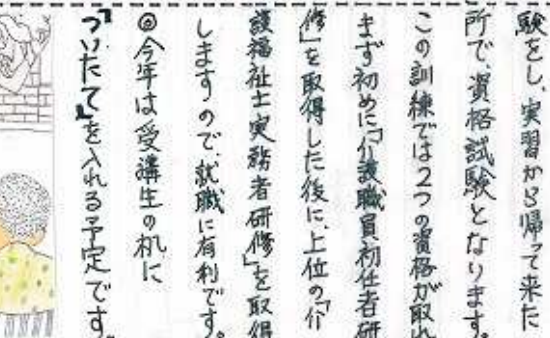 験をし、実習から帰って来た
所で、資格試験となります。
この訓練では2つの資格が取れ
まず初めに「介護職員初任者研
修」を取得した後に、上位の「介
護福祉士実務者研修」を取得
しますので、就職に有利です。
◎今年は受講生の机に
「ついたて」を入れる予定です。